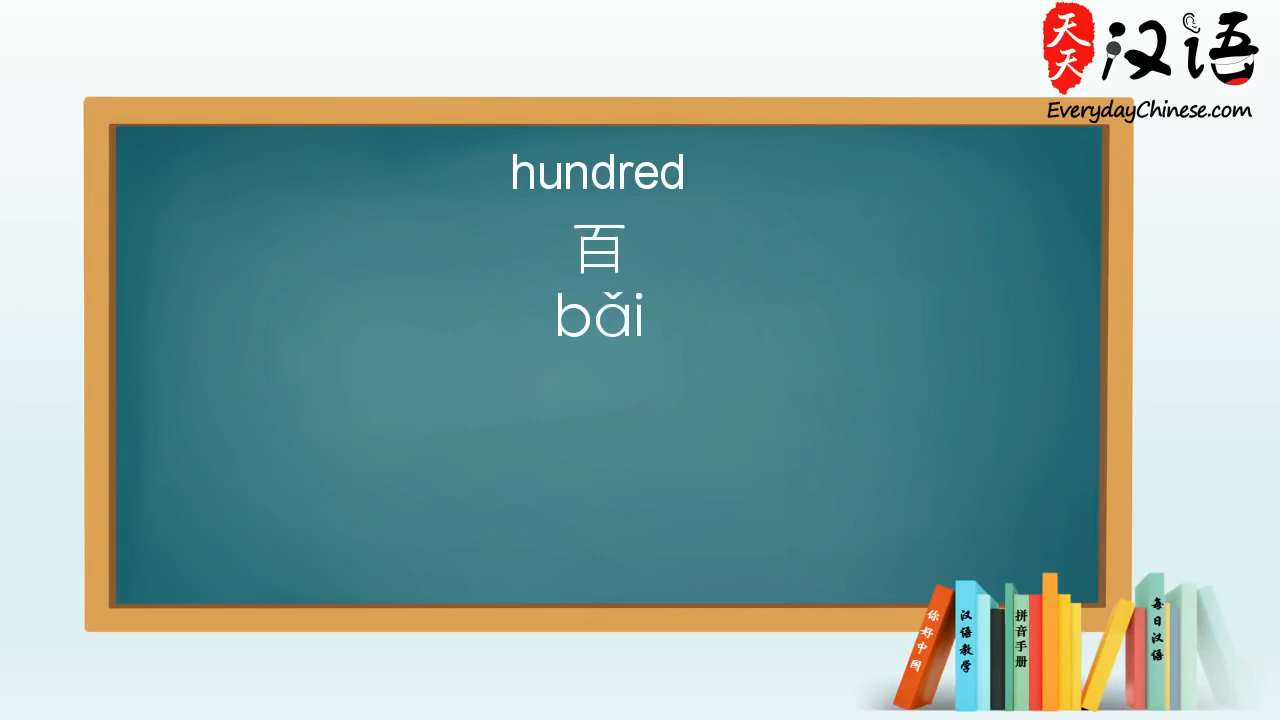 天天汉语
EverydayChinese.com
hundred
百
bǎi
你好中国
汉语教学
拼音手册
每日汉语